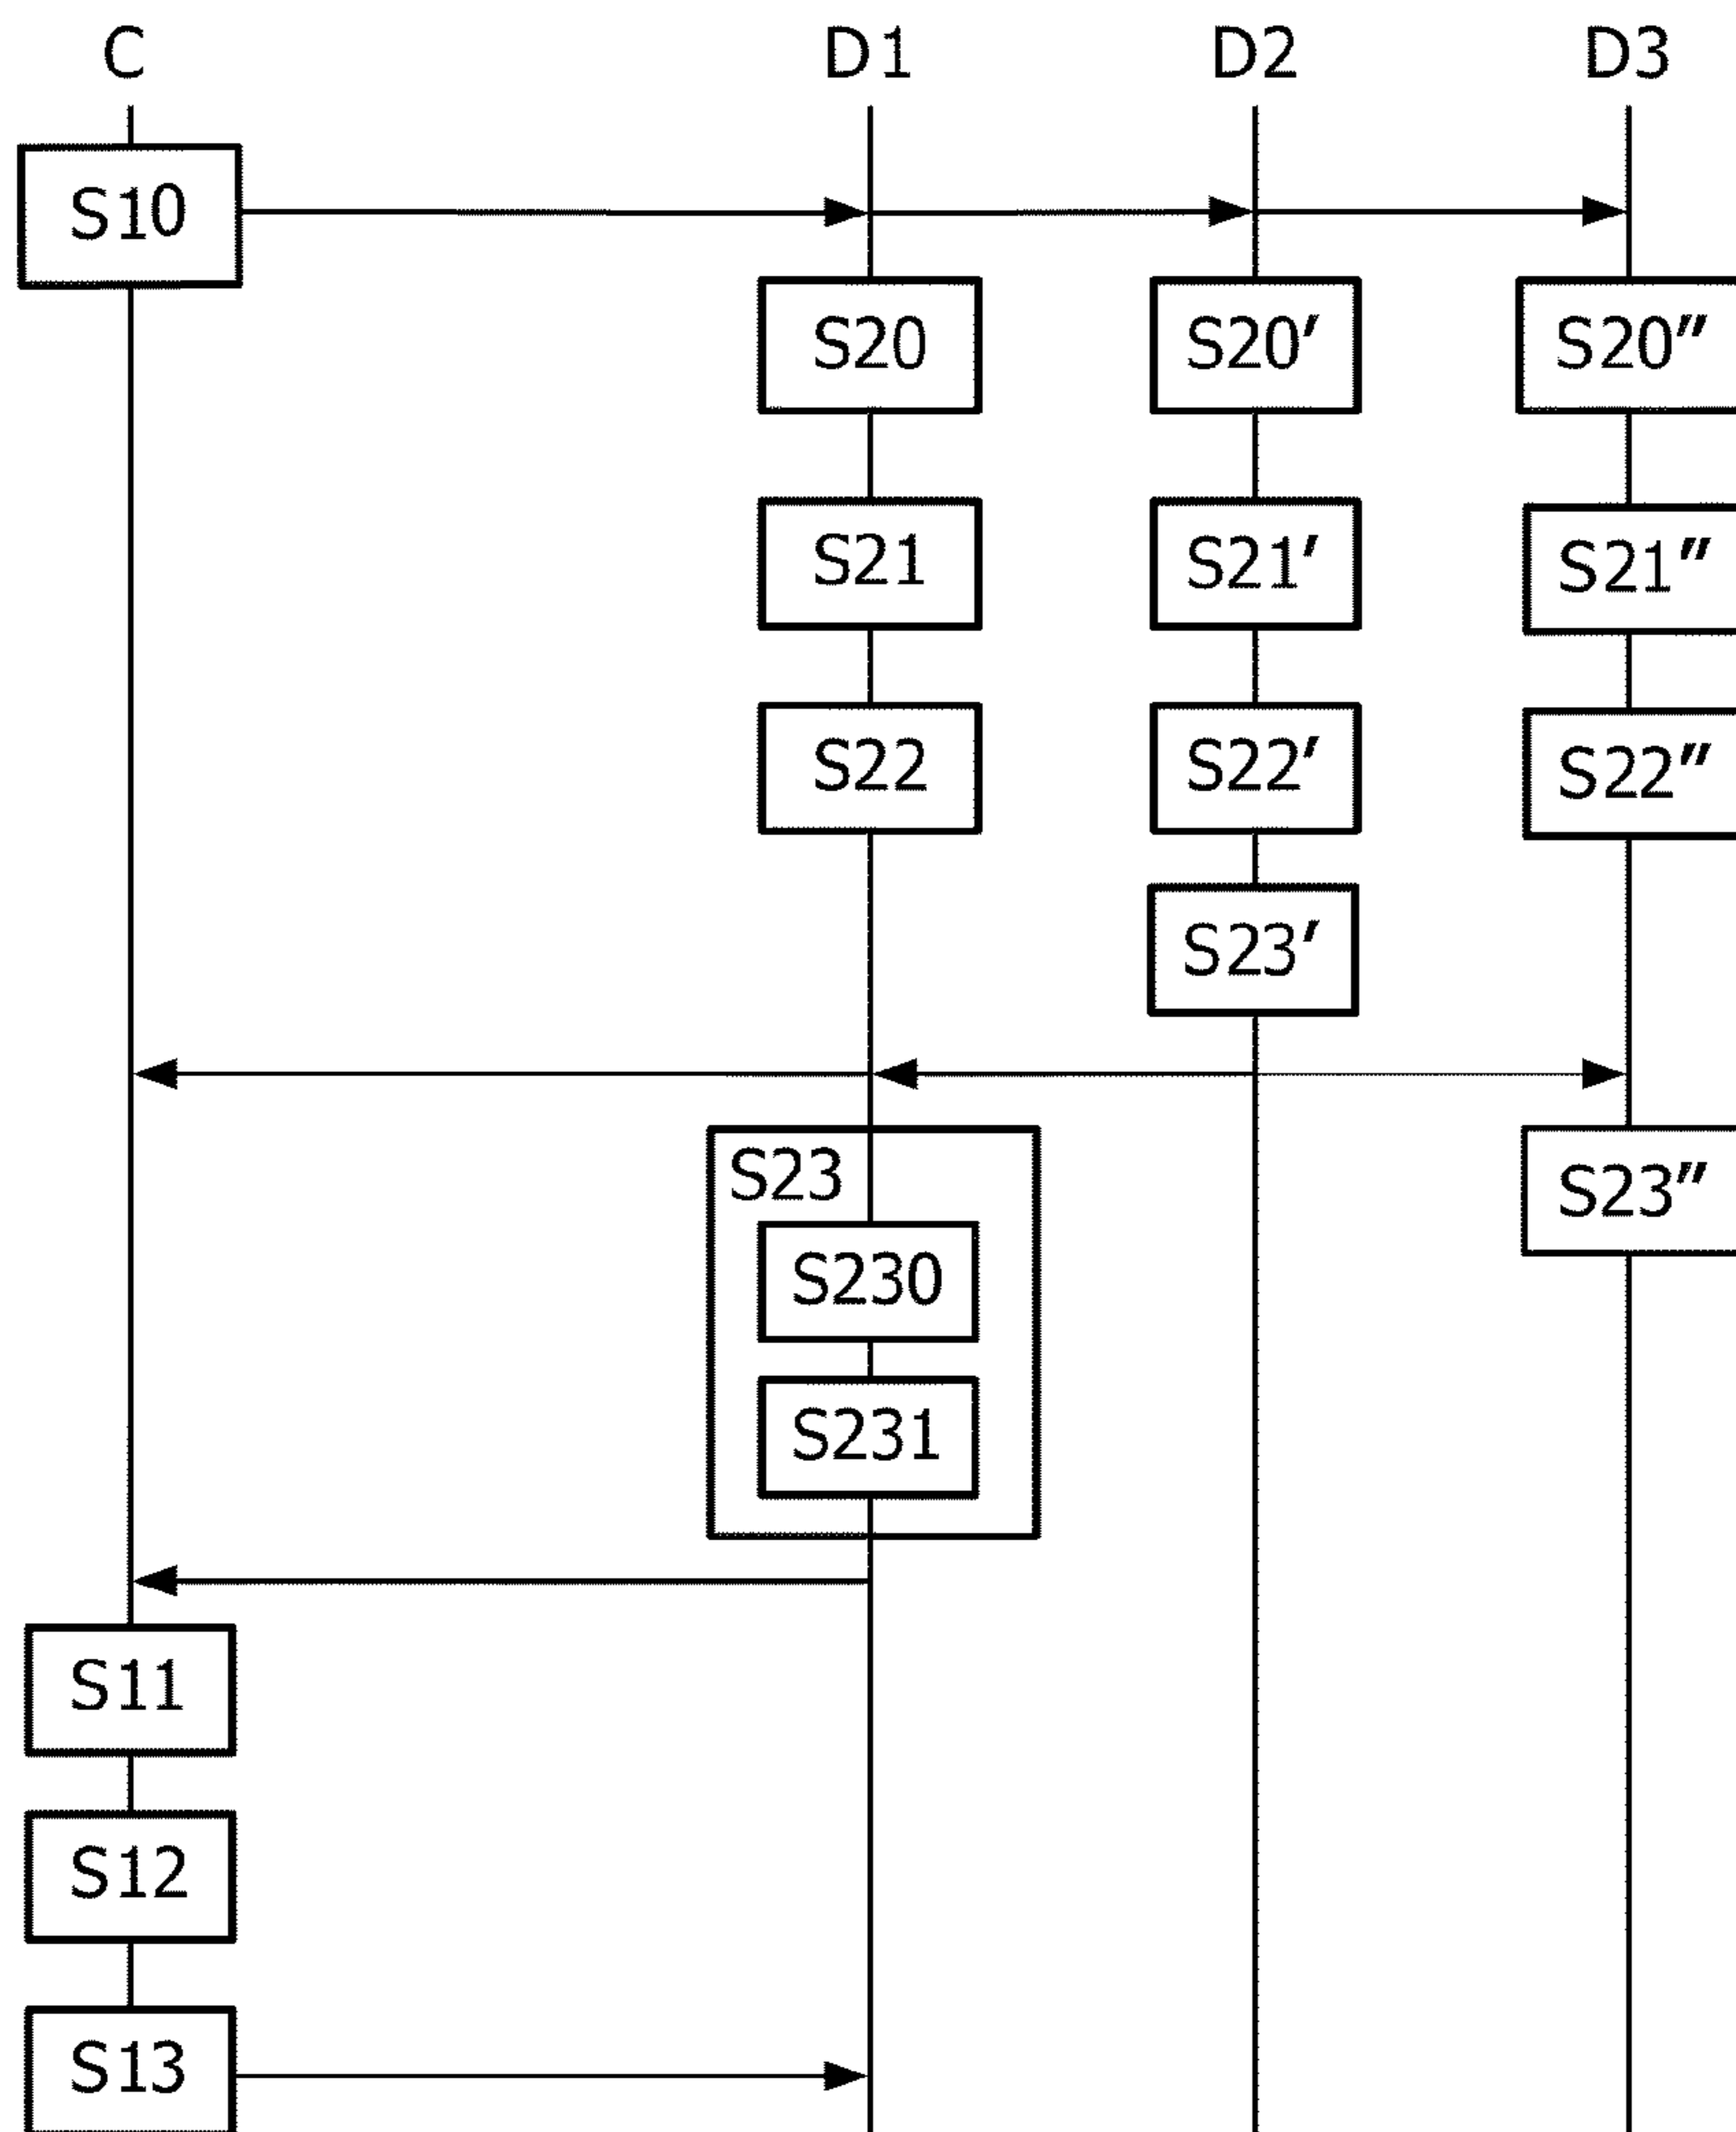 C D1 D2 D3
S10
S20 S20′ S20″
S21 S21′ S21″
S22 S22′ S22″
S23′
S23 S23″
S230
S231
S11
S12
S13